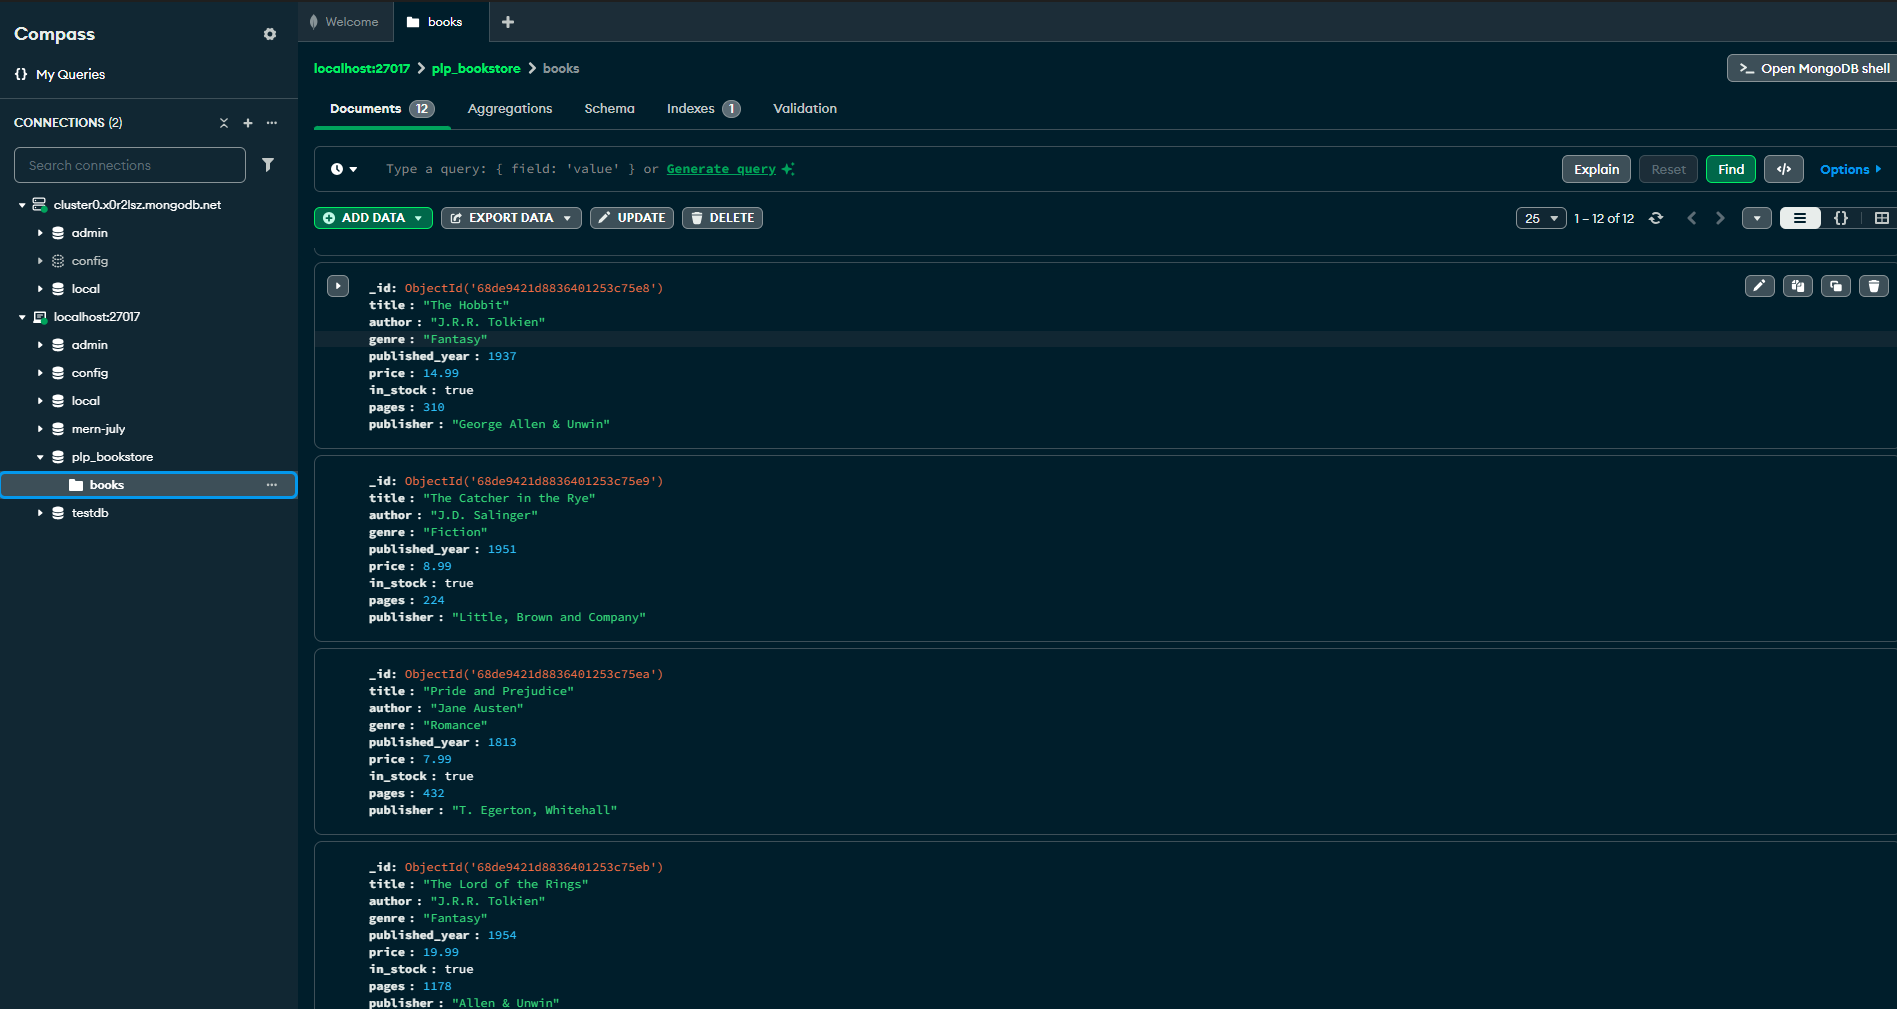 Compass
{} My Queries
CONNECTIONS (2)
Search connections
cluster0.x0r2lsz.mongodb.net
admin
config
local
localhost:27017
admin
config
local
mern-july
plp_bookstore
books
testdb
Welcome
books
localhost:27017 > plp_bookstore > books
>_ Open MongoDB shell
Documents 12 Aggregations Schema Indexes 1 Validation
Type a query: { field: 'value' } or Generate query
Explain Reset Find </> Options
ADD DATA EXPORT DATA UPDATE DELETE
25 1 – 12 of 12 {}
_id: ObjectId('68de9421d8836401253c75e8')
title : "The Hobbit"
author : "J.R.R. Tolkien"
genre : "Fantasy"
published_year : 1937
price : 14.99
in_stock : true
pages : 310
publisher : "George Allen & Unwin"
_id: ObjectId('68de9421d8836401253c75e9')
title : "The Catcher in the Rye"
author : "J.D. Salinger"
genre : "Fiction"
published_year : 1951
price : 8.99
in_stock : true
pages : 224
publisher : "Little, Brown and Company"
_id: ObjectId('68de9421d8836401253c75ea')
title : "Pride and Prejudice"
author : "Jane Austen"
genre : "Romance"
published_year : 1813
price : 7.99
in_stock : true
pages : 432
publisher : "T. Egerton, Whitehall"
_id: ObjectId('68de9421d8836401253c75eb')
title : "The Lord of the Rings"
author : "J.R.R. Tolkien"
genre : "Fantasy"
published_year : 1954
price : 19.99
in_stock : true
pages : 1178
publisher : "Allen & Unwin"